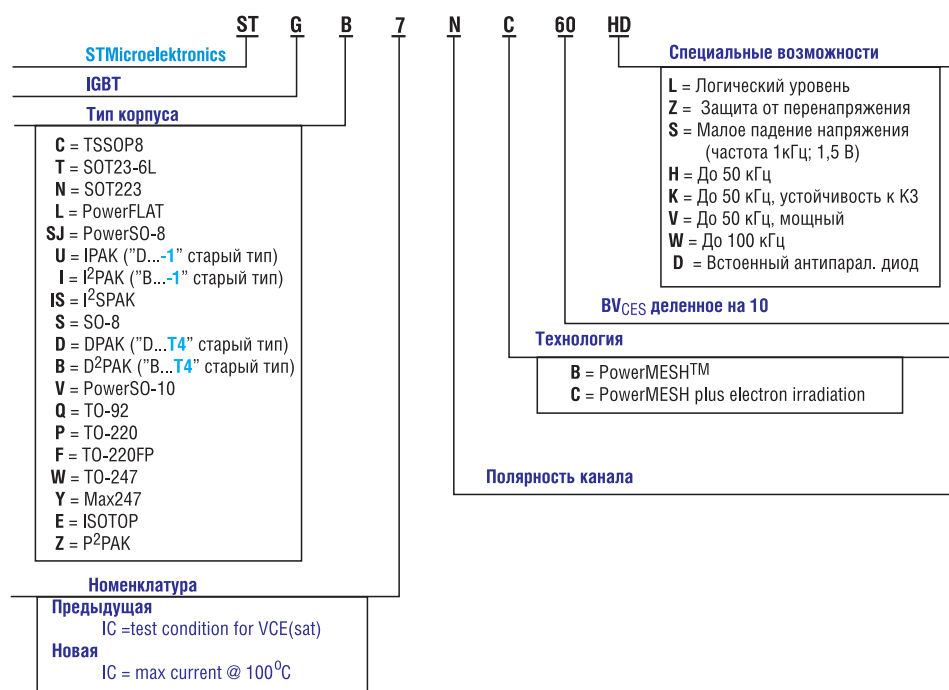 ST G B 7 N C 60 HD
STMicroelektronics
IGBT
Тип корпуса
C = TSSOP8
T = SOT23-6L
N = SOT223
L = PowerFLAT
SJ = PowerSO-8
U = IPAK ("D...-1" старый тип)
I = I²PAK ("B...-1" старый тип)
IS = I²SPAK
S = SO-8
D = DPAK ("D...T4" старый тип)
B = D²PAK ("B...T4" старый тип)
V = PowerSO-10
Q = TO-92
P = TO-220
F = TO-220FP
W = TO-247
Y = Max247
E = ISOTOP
Z = P²PAK
Номенклатура
Предыдущая
IC =test condition for VCE(sat)
Новая
IC = max current @ 100⁰C
Специальные возможности
L = Логический уровень
Z = Защита от перенапряжения
S = Малое падение напряжения
(частота 1кГц; 1,5 В)
H = До 50 кГц
K = До 50 кГц, устойчивость к КЗ
V = До 50 кГц, мощный
W = До 100 кГц
D = Встоенный антипарал. диод
BVCES деленное на 10
Технология
B = PowerMESH™
C = PowerMESH plus electron irradiation
Полярность канала